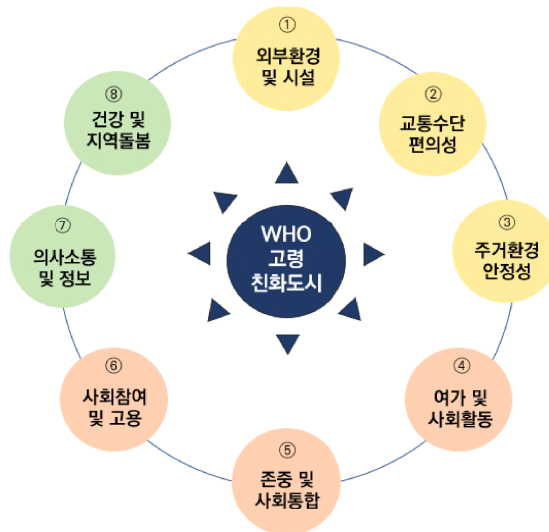 ①
외부환경
및 시설
②
교통수단
편의성
③
주거환경
안정성
④
여가 및
사회활동
⑤
존중 및
사회통합
⑥
사회참여
및 고용
⑦
의사소통
및 정보
⑧
건강 및
지역돌봄
WHO
고령
친화도시